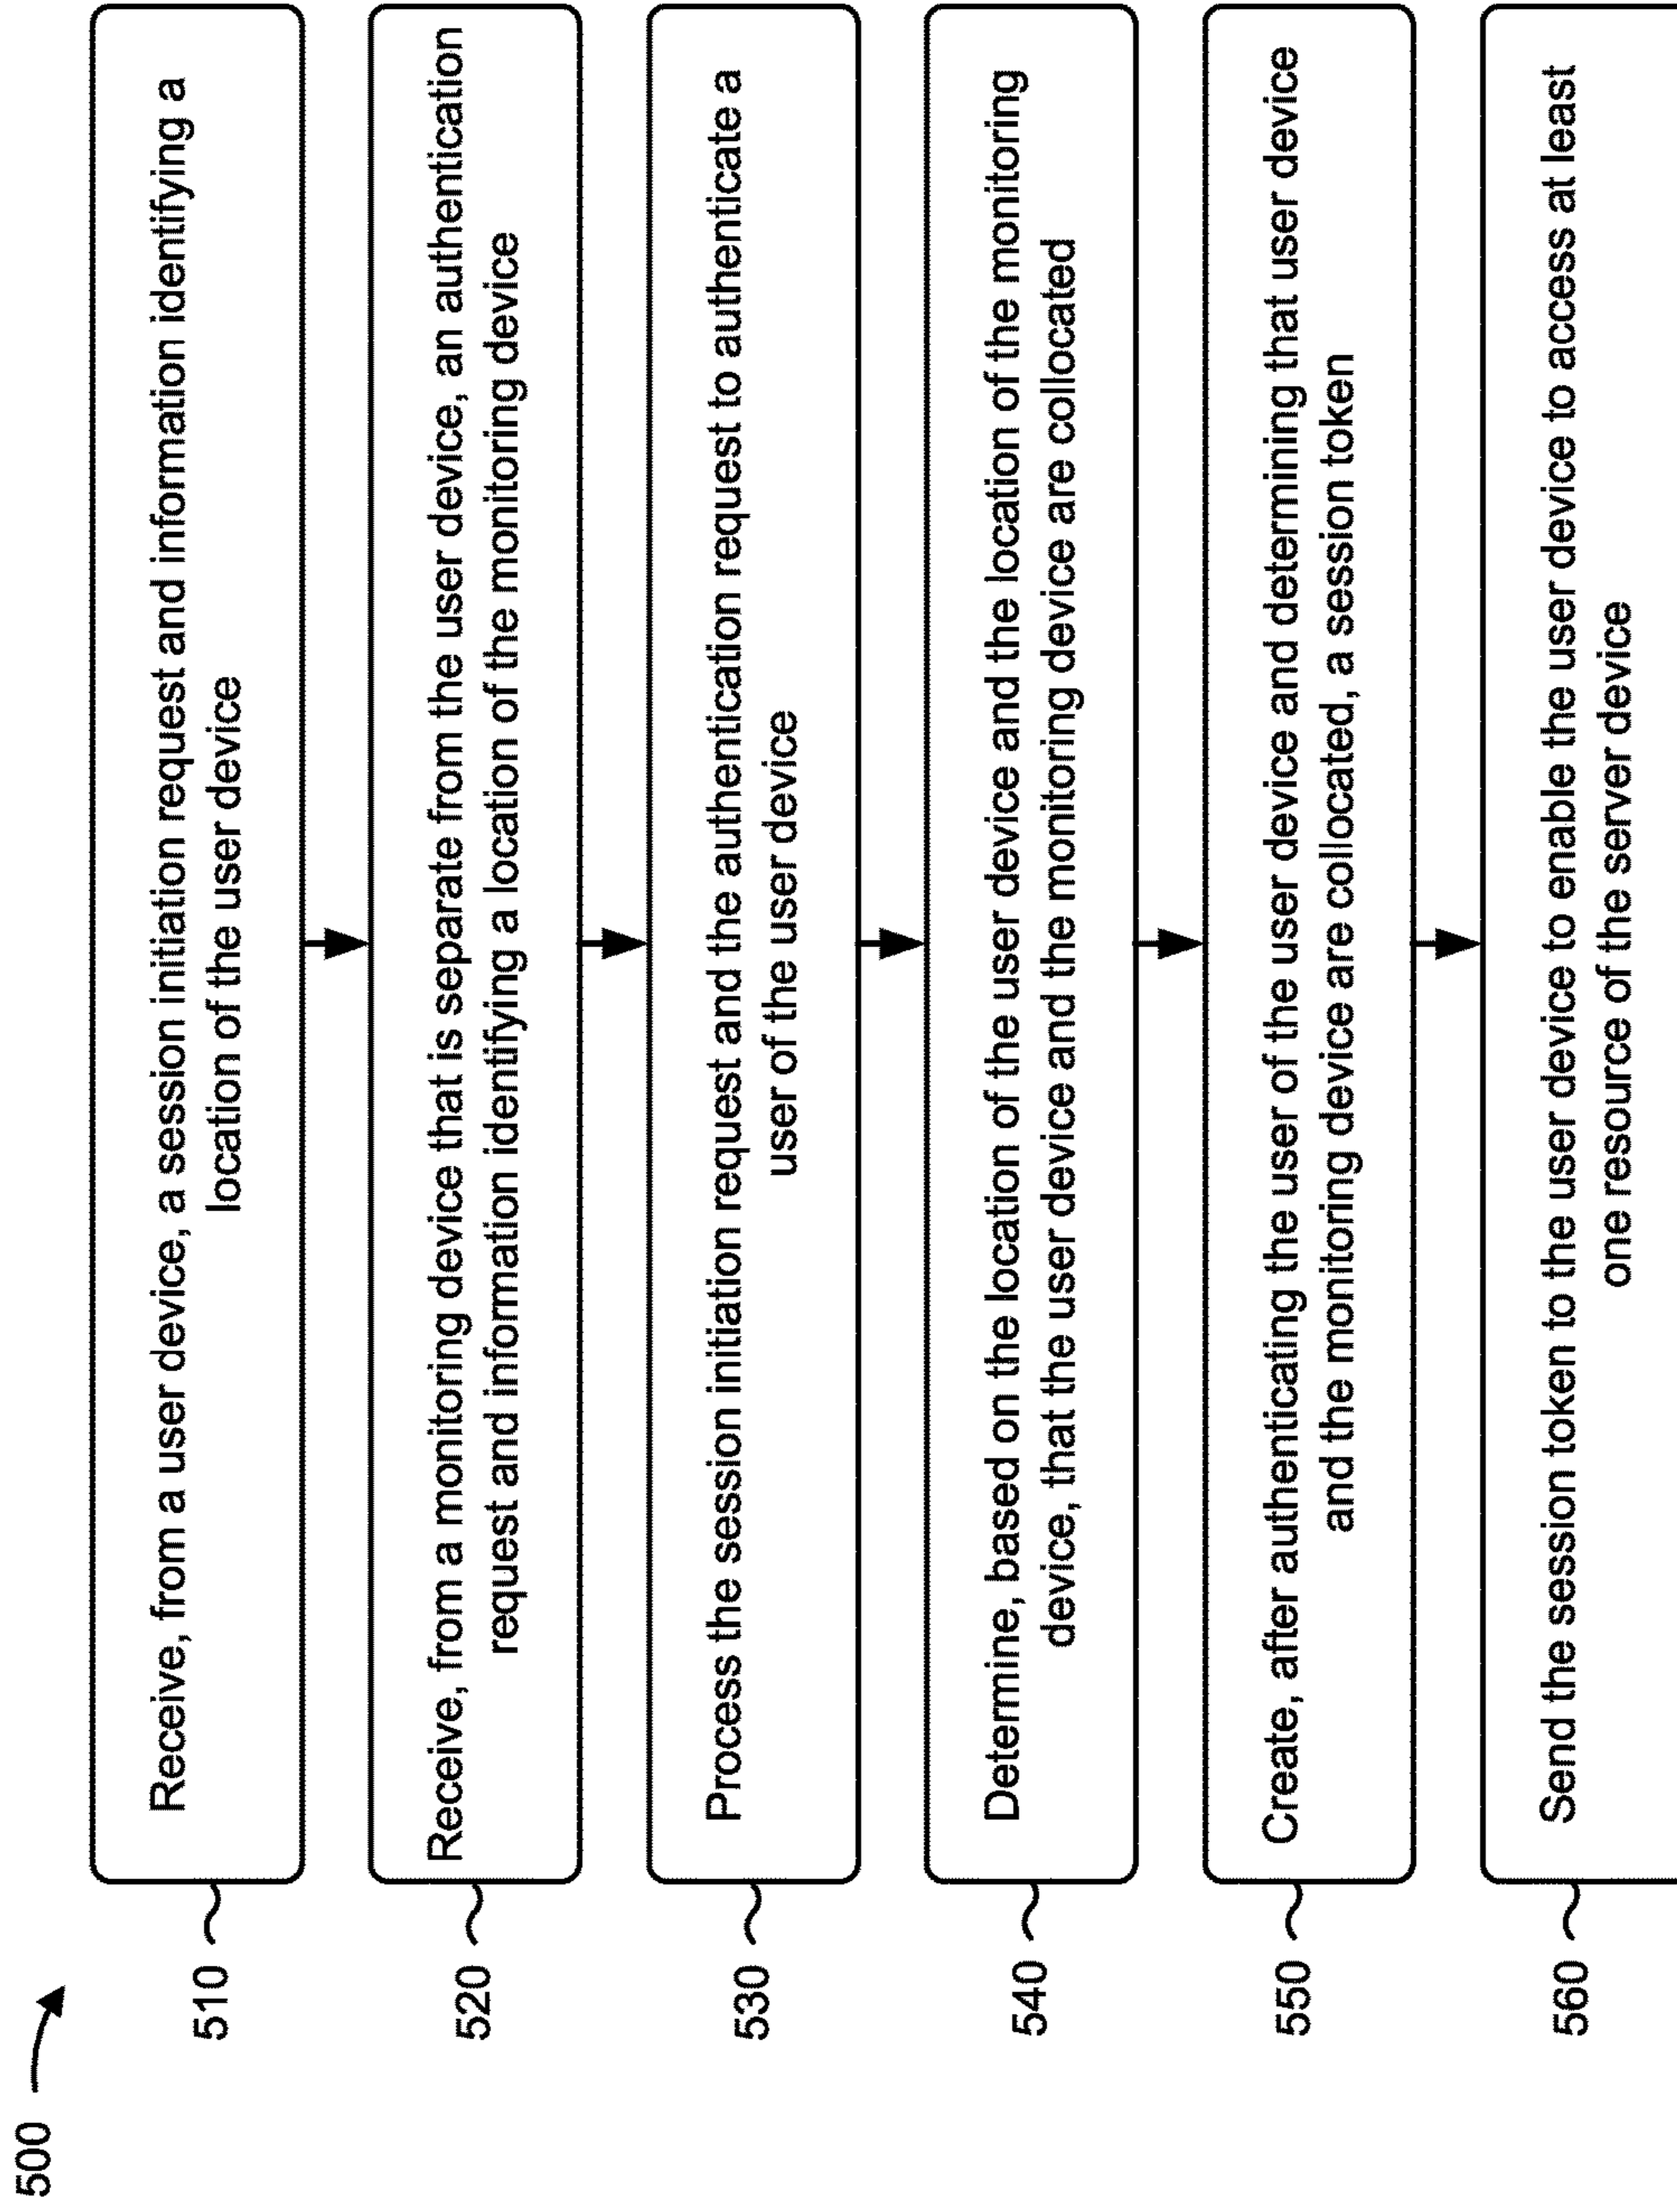 500
510
Receive, from a user device, a session initiation request and information identifying a
location of the user device
520
Receive, from a monitoring device that is separate from the user device, an authentication
request and information identifying a location of the monitoring device
530
Process the session initiation request and the authentication request to authenticate a
user of the user device
540
Determine, based on the location of the user device and the location of the monitoring
device, that the user device and the monitoring device are collocated
550
Create, after authenticating the user of the user device and determining that user device
and the monitoring device are collocated, a session token
560
Send the session token to the user device to enable the user device to access at least
one resource of the server device